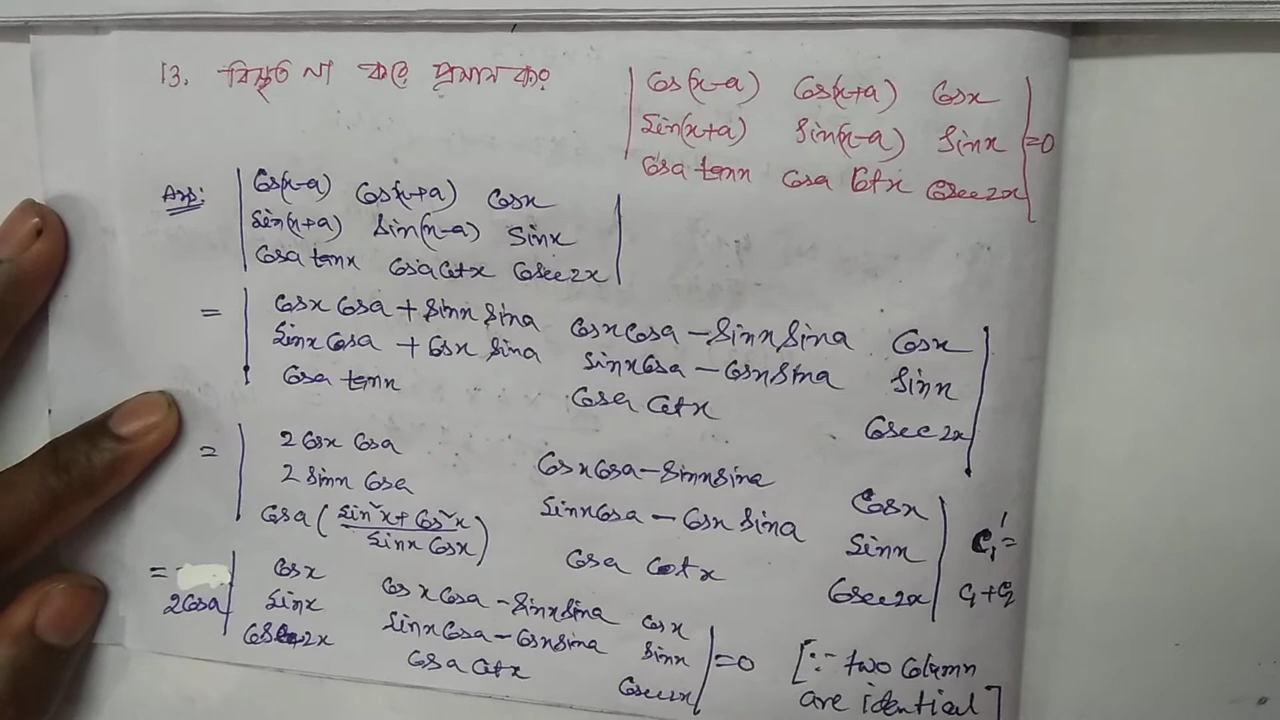 13. বিস্তৃতি না করে প্রমাণ কর | cos(x-a) cos(x+a) cosx |
| sin(x+a) sin(x-a) sinx | =0
| cosa tanx cosa cotx cosec2x |
Ans: | cos(x-a) cos(x+a) cosx |
| sin(x+a) sin(x-a) sinx |
| cosa tanx cosa cotx cosec2x |
= | cosx cosa + sinx sina cosx cosa - sinx sina cosx |
| sinx cosa + cosx sina sinx cosa - cosx sina sinx |
| cosa tanx cosa cotx cosec2x |
= | 2 cosx cosa cosx cosa - sinx sina cosx |
| 2 sinx cosa sinx cosa - cosx sina sinx | C₁' =
| cosa ( (sin²x + cos²x) / (sinx cosx) ) cosa cotx cosec2x | C₁+C₂
= | cosx cosx cosa - sinx sina cosx |
2cosa | sinx sinx cosa - cosx sina sinx | =0 [∵ two column
| cosec2x cosa cotx cosec2x | are identical]